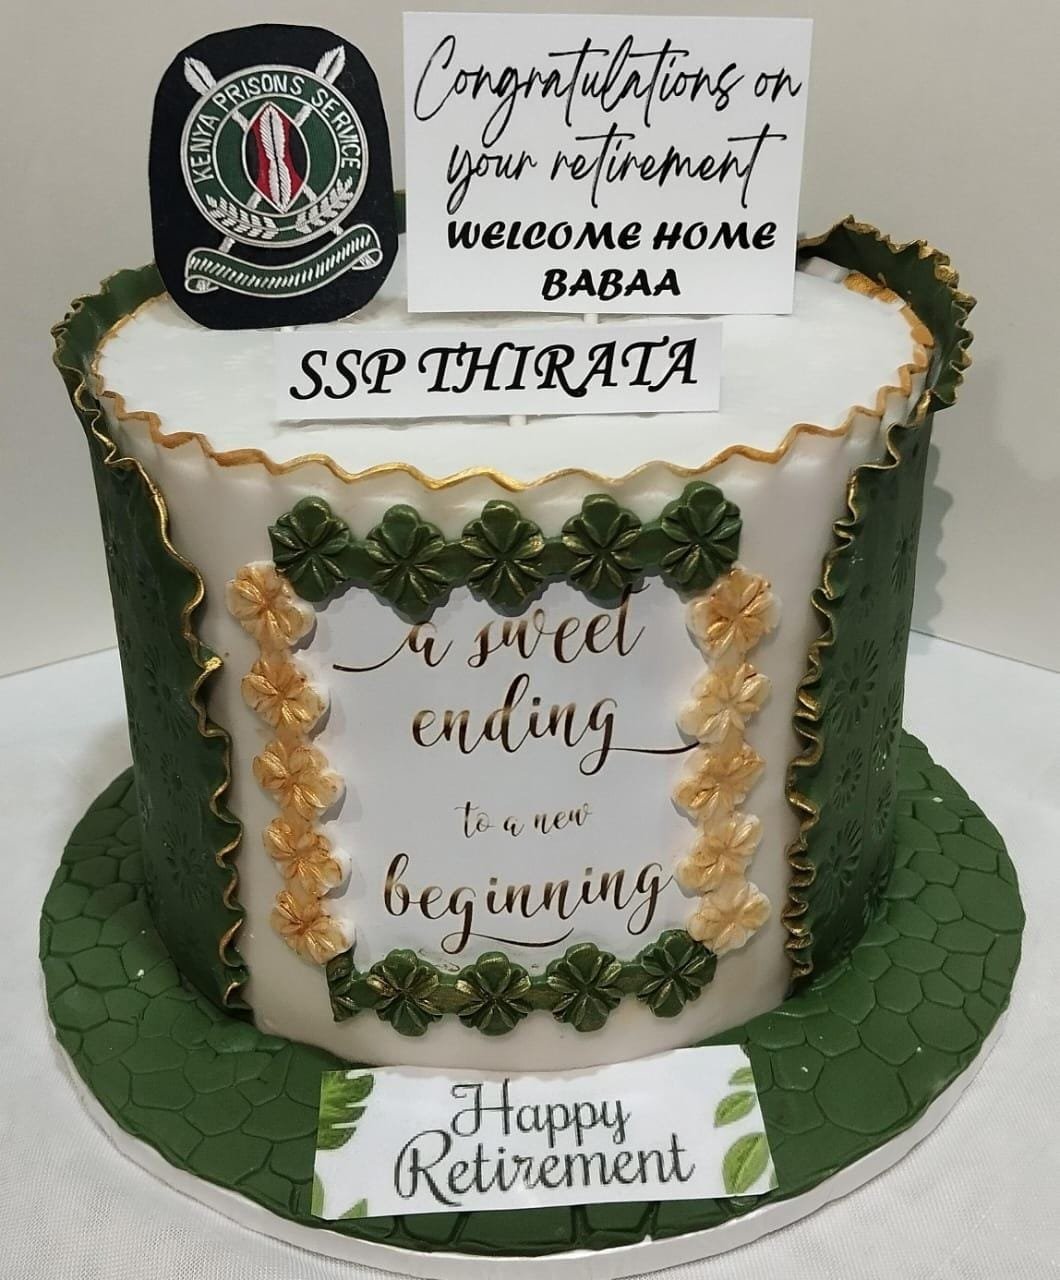 KENYA PRISONS SERVICE
Congratulations on
your retirement
WELCOME HOME
BABAA
SSP THIRATA
a sweet
ending
to a new
beginning
Happy
Retirement